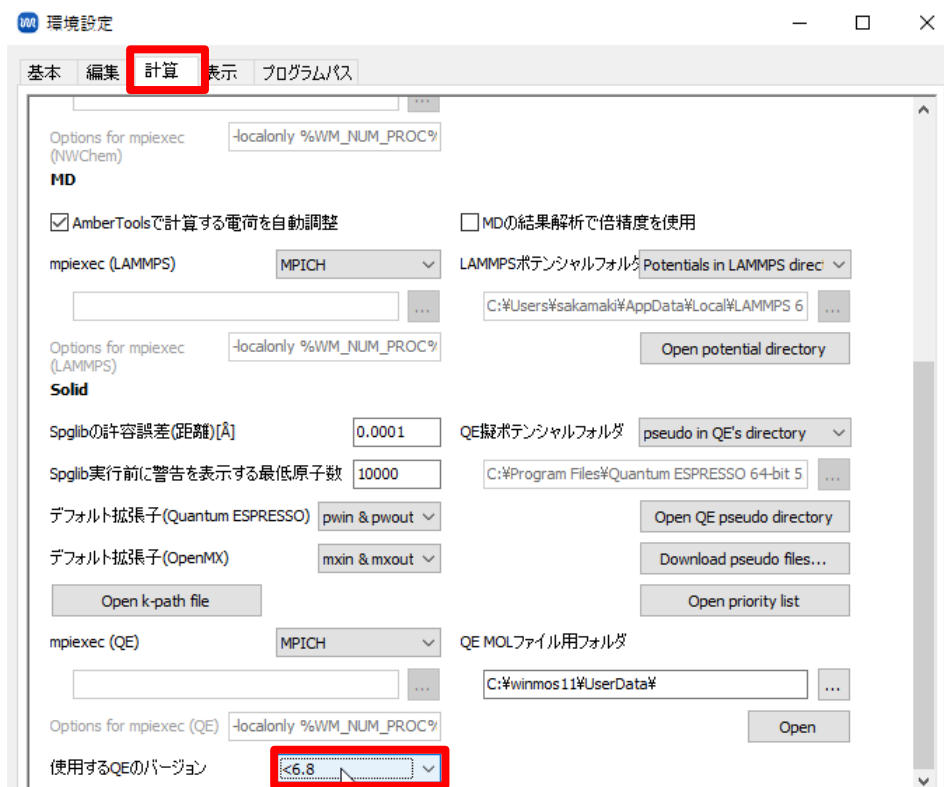 環境設定
基本 編集 計算 表示 プログラムパス
...
Options for mpiexec (NWChem) -localonly %WM_NUM_PROC%
MD
AmberToolsで計算する電荷を自動調整 MDの結果解析で倍精度を使用
mpiexec (LAMMPS) MPICH LAMMPSポテンシャルフォルダ Potentials in LAMMPS direc
... C:¥Users¥sakamaki¥AppData¥Local¥LAMMPS 6 ...
Options for mpiexec (LAMMPS) -localonly %WM_NUM_PROC% Open potential directory
Solid
Spglibの許容誤差(距離)[Å] 0.0001 QE擬ポテンシャルフォルダ pseudo in QE's directory
Spglib実行前に警告を表示する最低原子数 10000 C:¥Program Files¥Quantum ESPRESSO 64-bit 5 ...
デフォルト拡張子(Quantum ESPRESSO) pwin & pwout Open QE pseudo directory
デフォルト拡張子(OpenMX) mxin & mxout Download pseudo files...
Open k-path file Open priority list
mpiexec (QE) MPICH QE MOLファイル用フォルダ
... C:¥winmos11¥UserData¥ ...
Options for mpiexec (QE) -localonly %WM_NUM_PROC% Open
使用するQEのバージョン <6.8